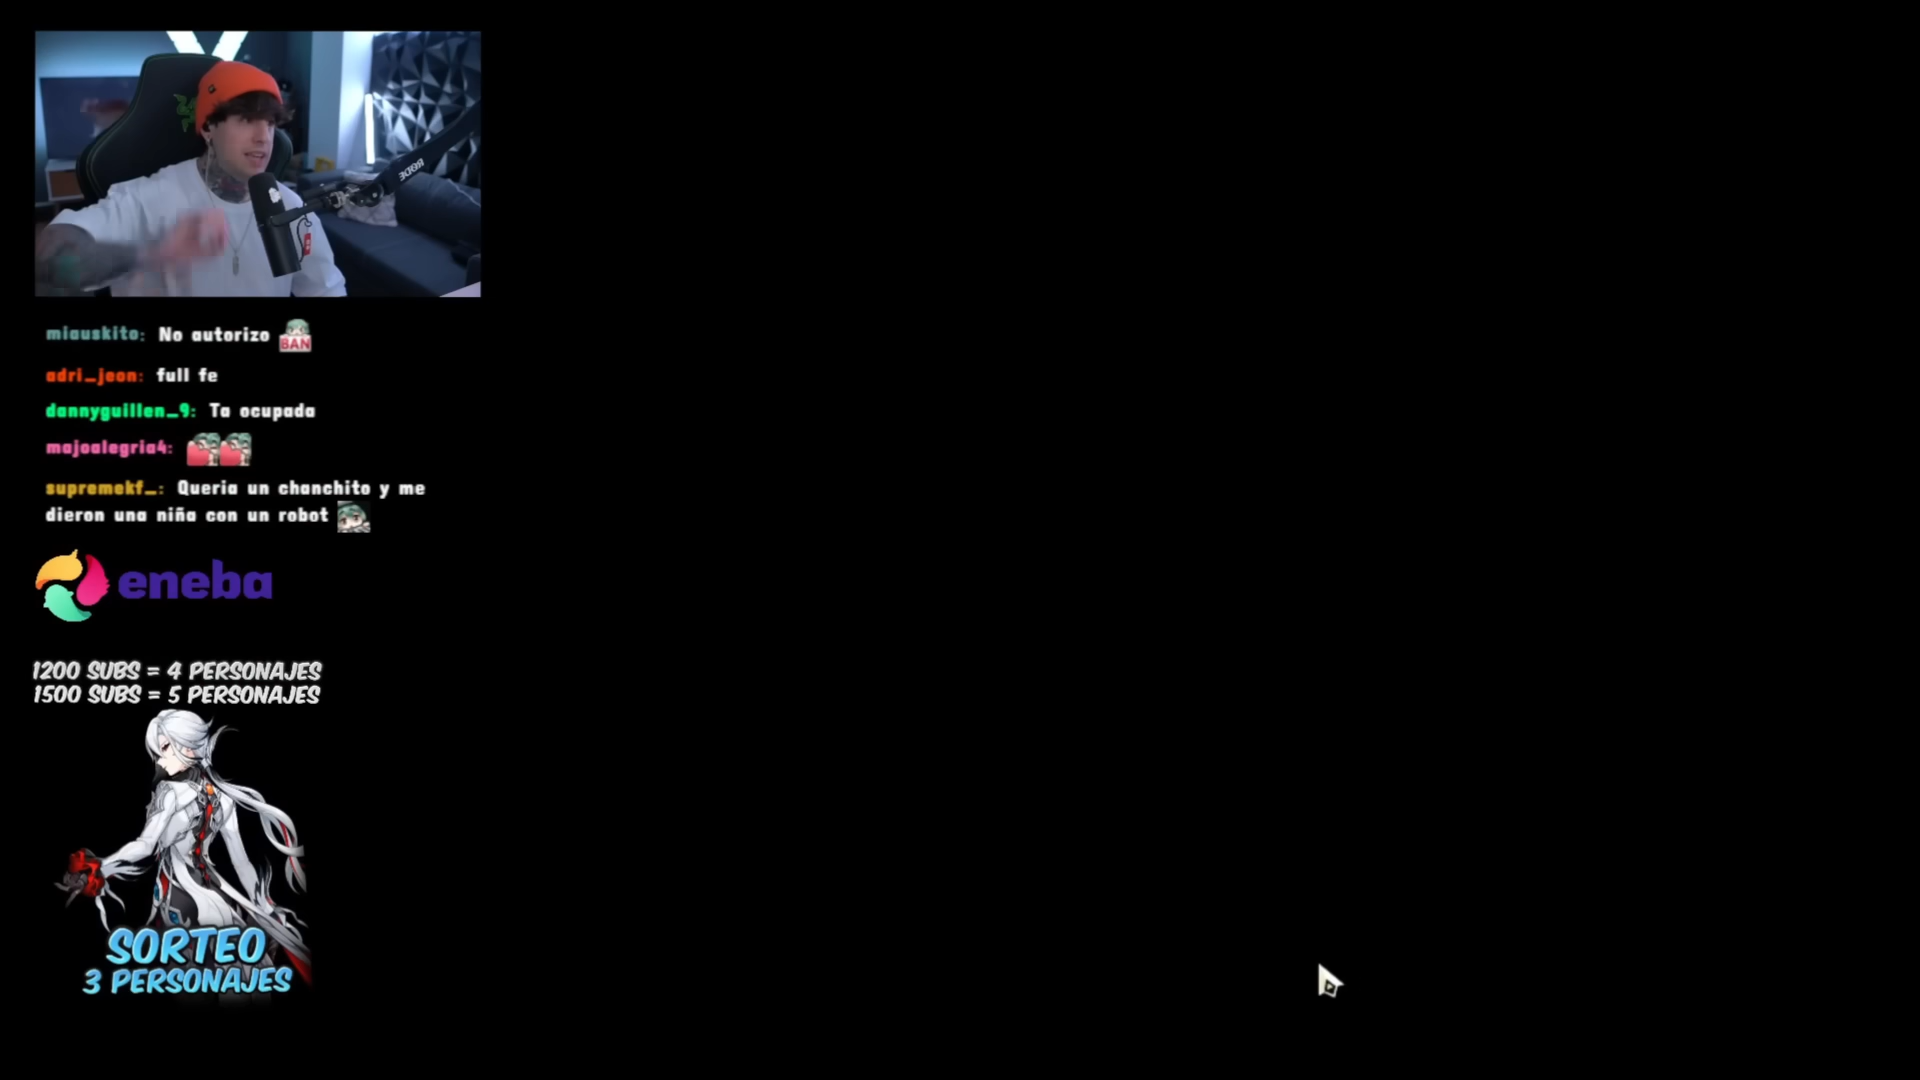 RØDE
miauskito: No autorizo BAN
adri_jeon: full fe
dannyguillen_9: Ta ocupada
majoalegria4:
supremekf_: Queria un chanchito y me
dieron una niña con un robot
eneba
1200 SUBS = 4 PERSONAJES
1500 SUBS = 5 PERSONAJES
SORTEO
3 PERSONAJES